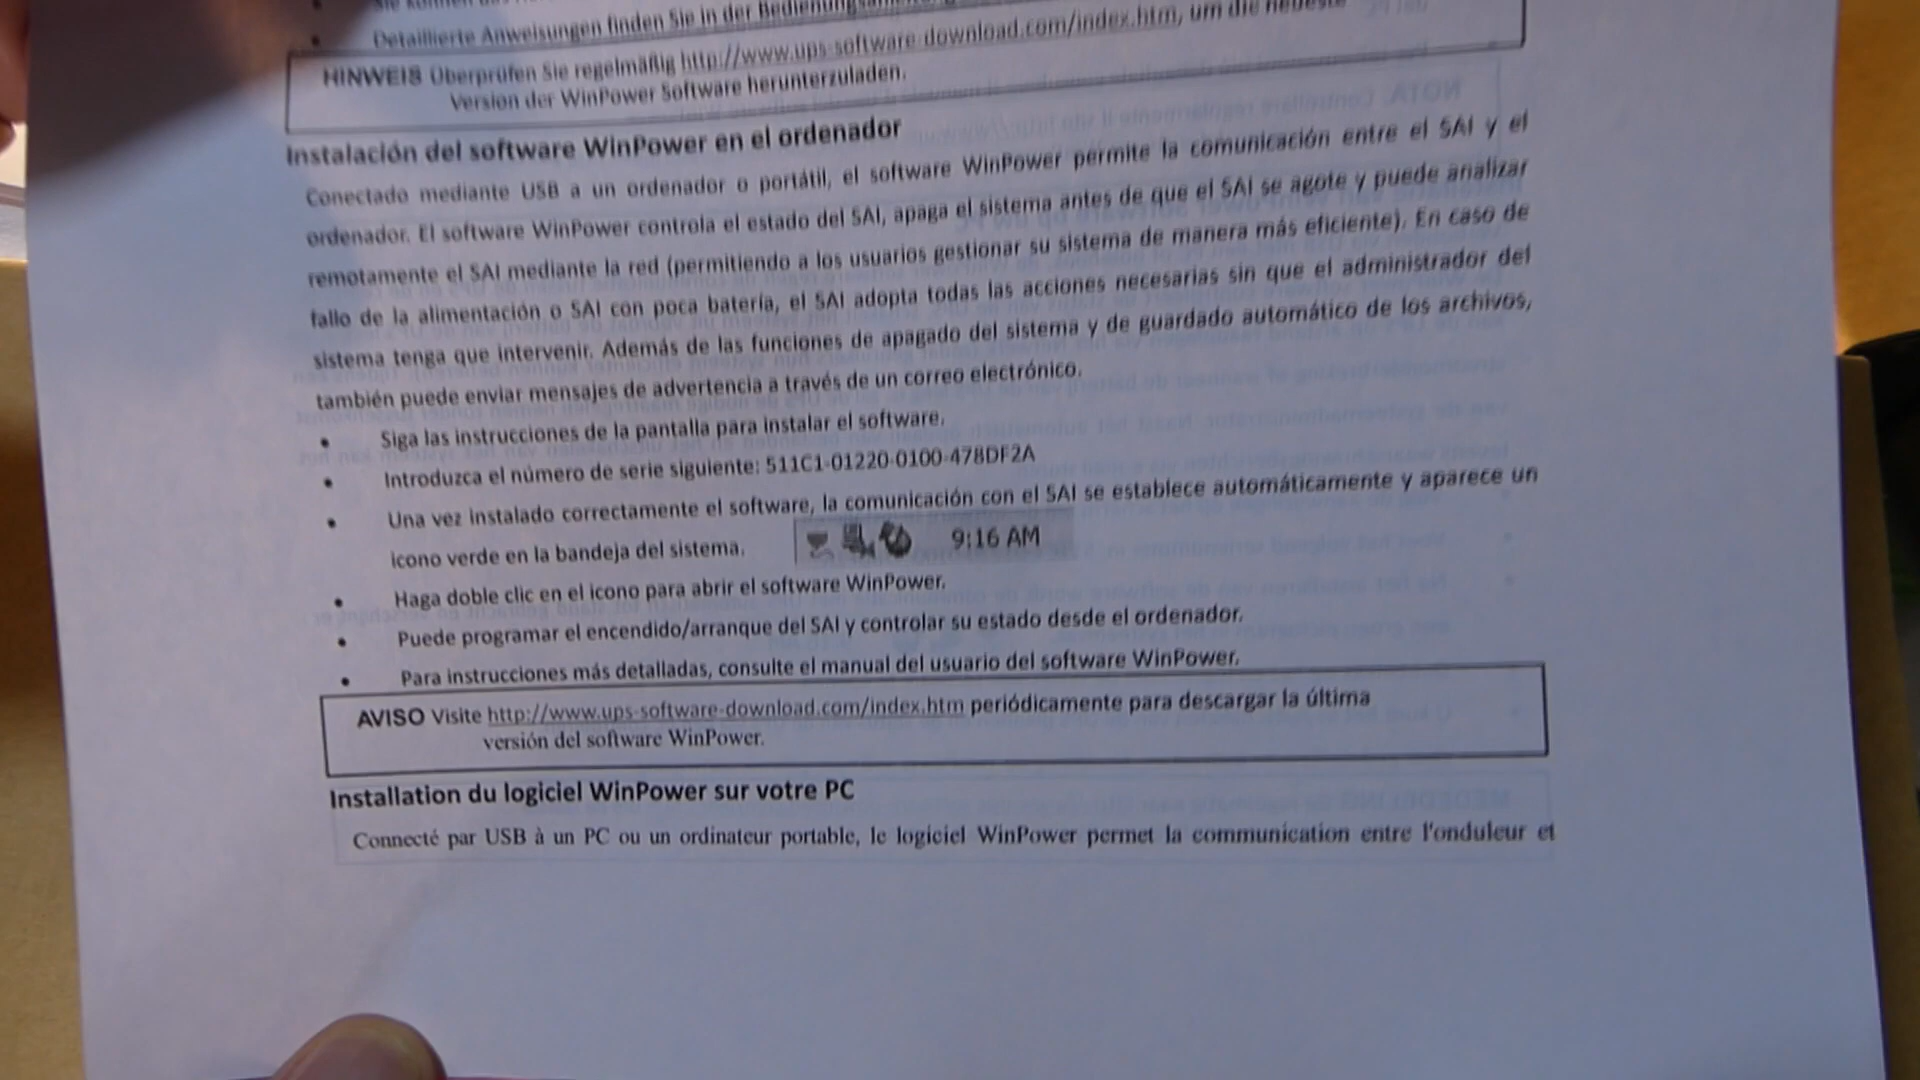 Detaillierte Anweisungen finden Sie in der
HINWEIS Überprüfen Sie regelmäßig http://www.ups-software-download.com/index.htm, um die neueste
Version der WinPower Software herunterzuladen.
Instalación del software WinPower en el ordenador
Conectado mediante USB a un ordenador o portátil, el software WinPower permite la comunicación entre el SAI y el
ordenador. El software WinPower controla el estado del SAI, apaga el sistema antes de que el SAI se agote y puede analizar
remotamente el SAI mediante la red (permitiendo a los usuarios gestionar su sistema de manera más eficiente). En caso de
fallo de la alimentación o SAI con poca batería, el SAI adopta todas las acciones necesarias sin que el administrador del
sistema tenga que intervenir. Además de las funciones de apagado del sistema y de guardado automático de los archivos,
también puede enviar mensajes de advertencia a través de un correo electrónico.
• Siga las instrucciones de la pantalla para instalar el software.
• Introduzca el número de serie siguiente: 511C1-01220-0100-478DF2A
• Una vez instalado correctamente el software, la comunicación con el SAI se establece automáticamente y aparece un
icono verde en la bandeja del sistema. 9:16 AM
• Haga doble clic en el icono para abrir el software WinPower.
• Puede programar el encendido/arranque del SAI y controlar su estado desde el ordenador.
• Para instrucciones más detalladas, consulte el manual del usuario del software WinPower.
AVISO Visite http://www.ups-software-download.com/index.htm periódicamente para descargar la última
versión del software WinPower.
Installation du logiciel WinPower sur votre PC
Connecté par USB à un PC ou un ordinateur portable, le logiciel WinPower permet la communication entre l'onduleur et